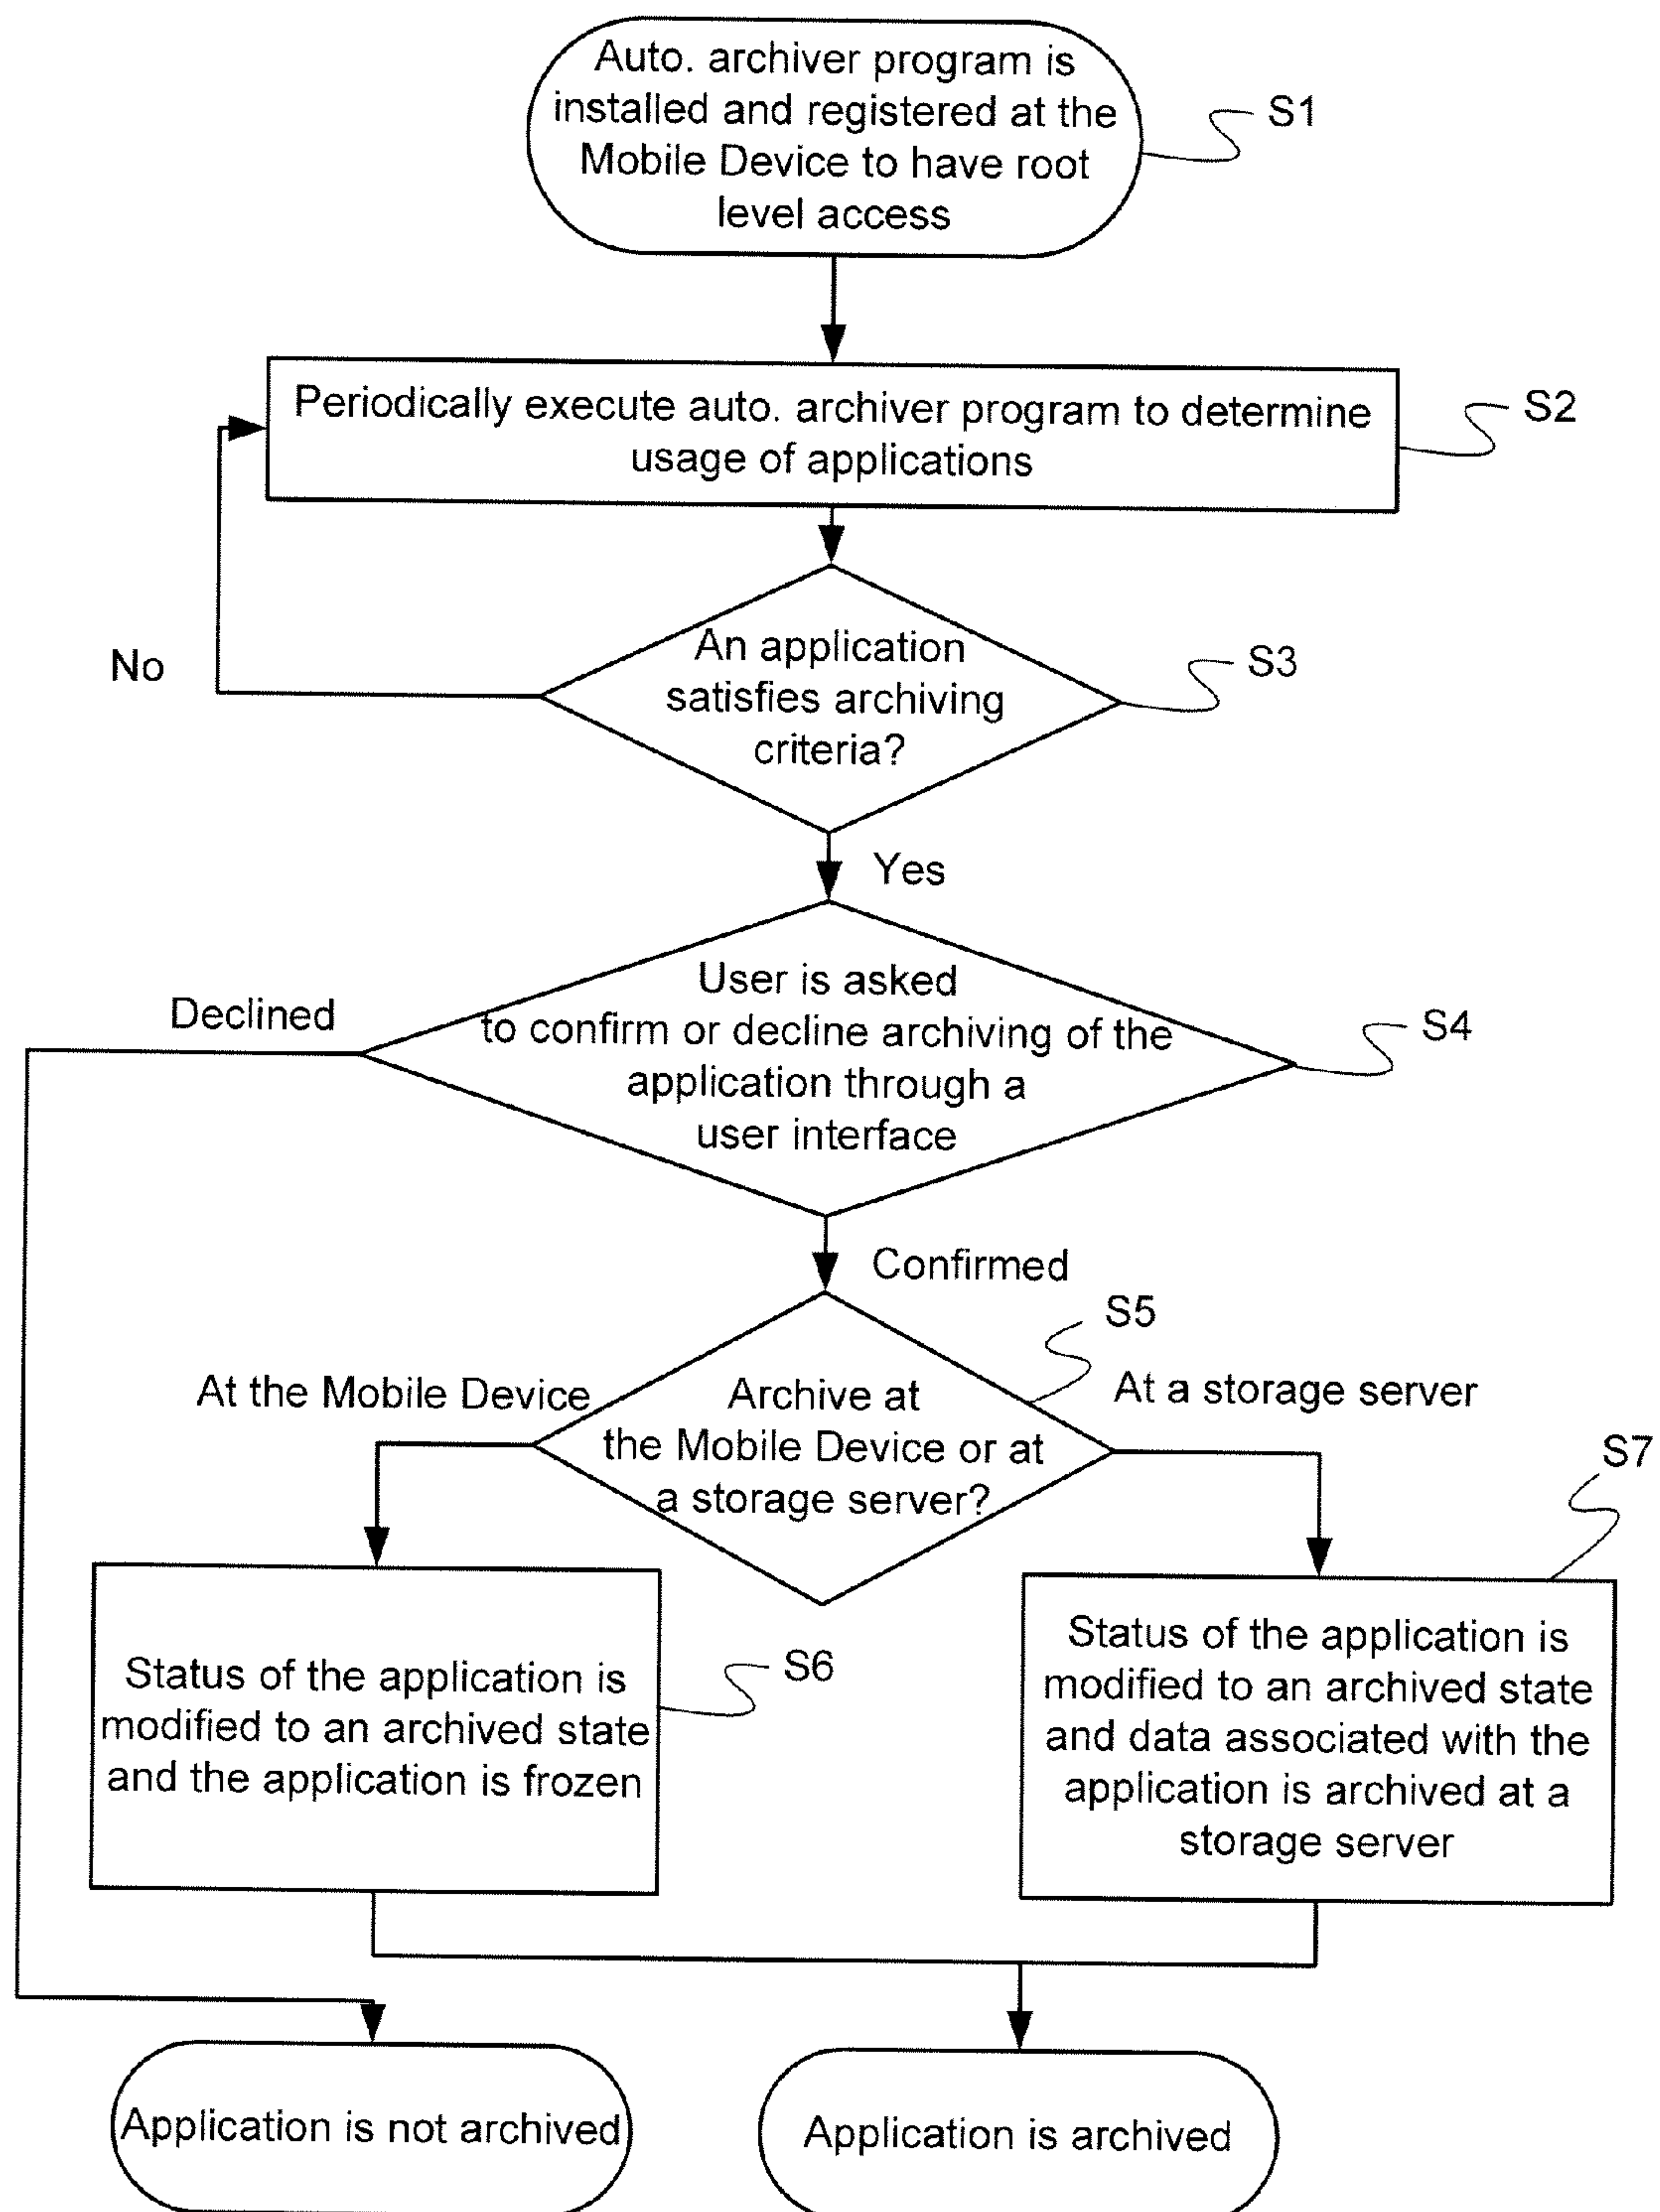 Auto. archiver program is
installed and registered at the
Mobile Device to have root
level access
S1
Periodically execute auto. archiver program to determine
usage of applications
S2
No
An application
satisfies archiving
criteria?
S3
Yes
Declined
User is asked
to confirm or decline archiving of the
application through a
user interface
S4
Confirmed
S5
At the Mobile Device
Archive at
the Mobile Device or at
a storage server?
At a storage server
S7
Status of the application is
modified to an archived state
and the application is frozen
S6
Status of the application is
modified to an archived state
and data associated with the
application is archived at a
storage server
Application is not archived
Application is archived